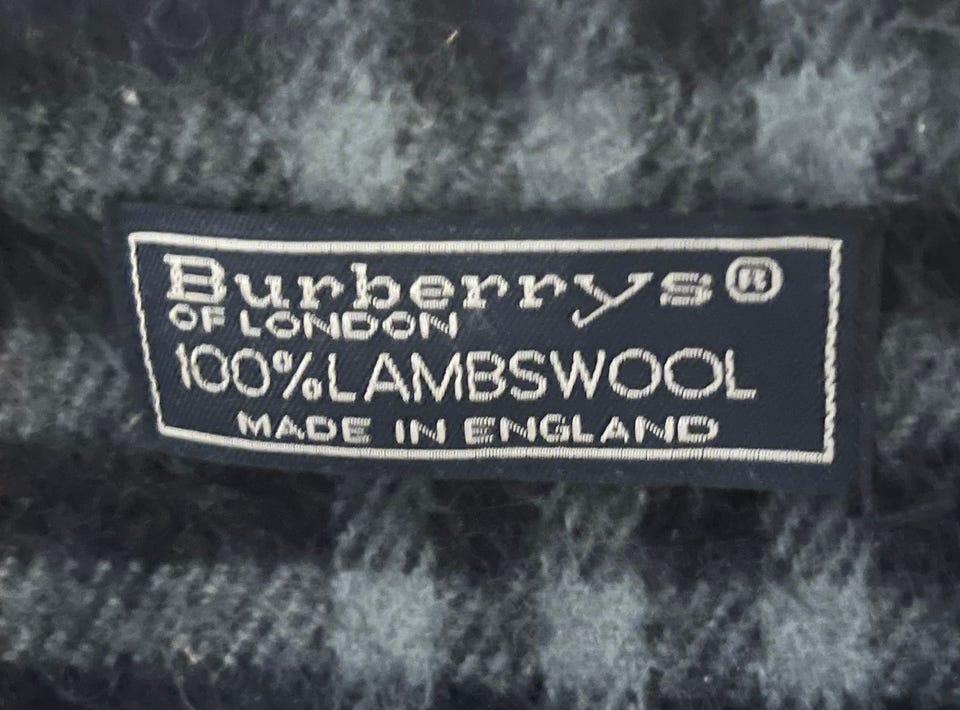 Burberrys®
OF LONDON
100% LAMBSWOOL
MADE IN ENGLAND